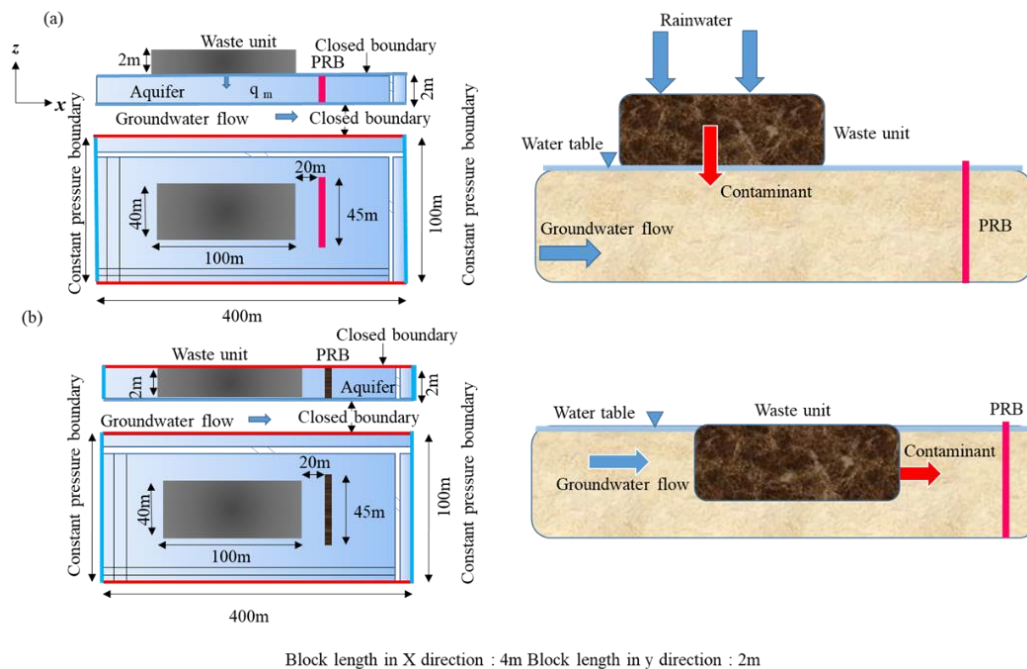 (a)
Waste unit
Closed boundary
PRB
z
2m
x
Aquifer
q m
2m
Groundwater flow
Closed boundary
Constant pressure boundary
20m
40m
45m
100m
100m
Constant pressure boundary
400m
Rainwater
Water table
Waste unit
Contaminant
Groundwater flow
PRB
(b)
Closed boundary
Waste unit
PRB
2m
Aquifer
2m
Groundwater flow
Closed boundary
Constant pressure boundary
20m
40m
45m
100m
100m
Constant pressure boundary
400m
Water table
Waste unit
PRB
Contaminant
Groundwater flow
Block length in X direction : 4m Block length in y direction : 2m